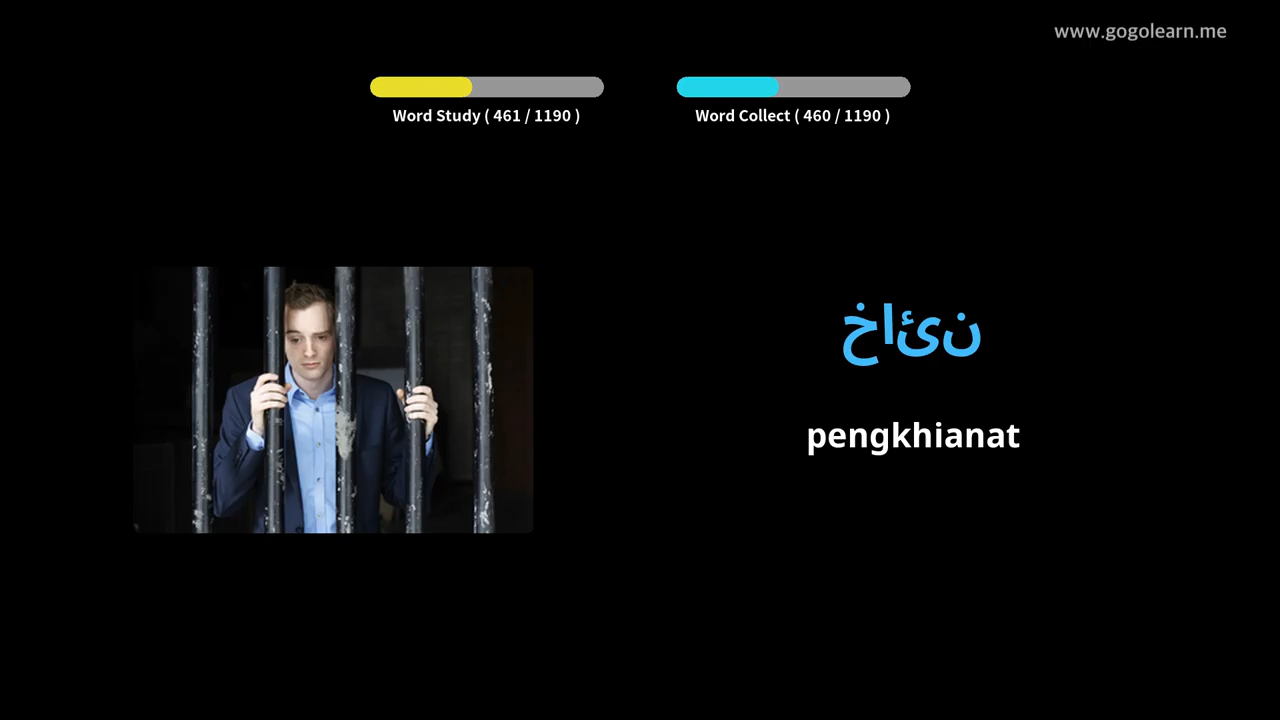 www.gogolearn.me
Word Study ( 461 / 1190 )
Word Collect ( 460 / 1190 )
خائن
pengkhianat